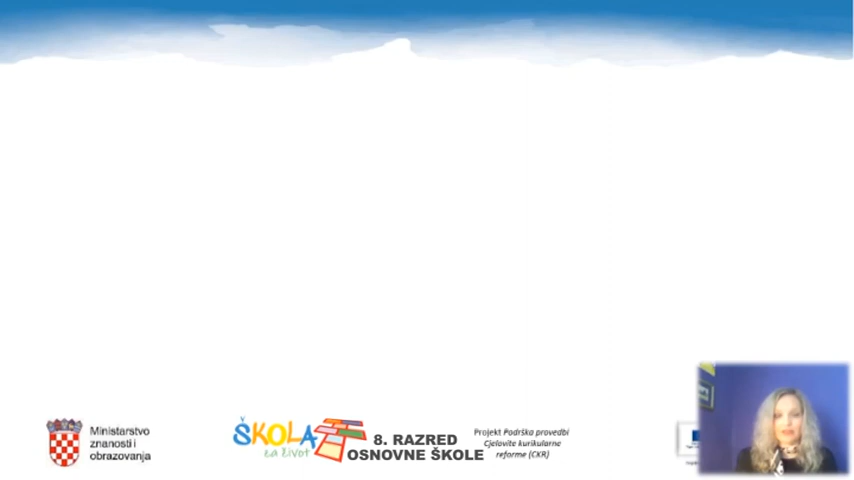 Ministarstvo
znanosti i
obrazovanja
ŠKOLA
za život
8. RAZRED
OSNOVNE ŠKOLE
Projekt Podrška provedbi
Cjelovite kurikularne
reforme (CKR)